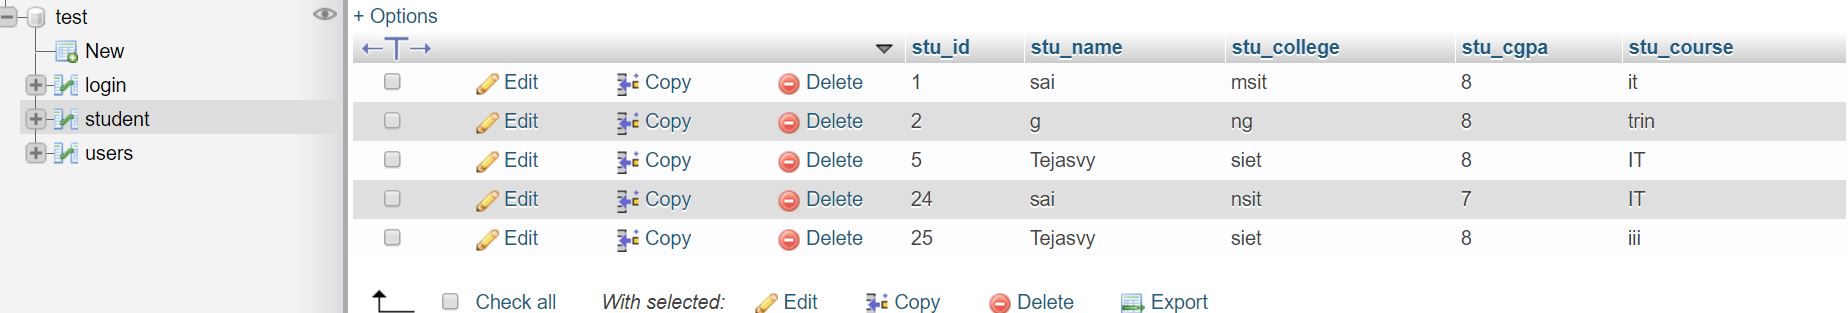 test
New
login
student
users
+ Options
stu_id stu_name stu_college stu_cgpa stu_course
Edit Copy Delete 1 sai msit 8 it
Edit Copy Delete 2 g ng 8 trin
Edit Copy Delete 5 Tejasvy siet 8 IT
Edit Copy Delete 24 sai nsit 7 IT
Edit Copy Delete 25 Tejasvy siet 8 iii
Check all With selected: Edit Copy Delete Export